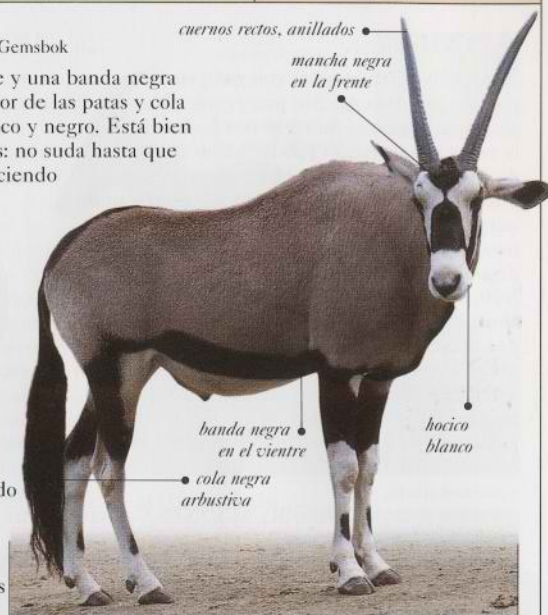 Gemsbok
e y una banda negra
or de las patas y cola
co y negro. Está bien
s: no suda hasta que
ciendo
cuernos rectos, anillados
mancha negra
en la frente
banda negra
en el vientre
hocico
blanco
cola negra
arbustiva
do
s